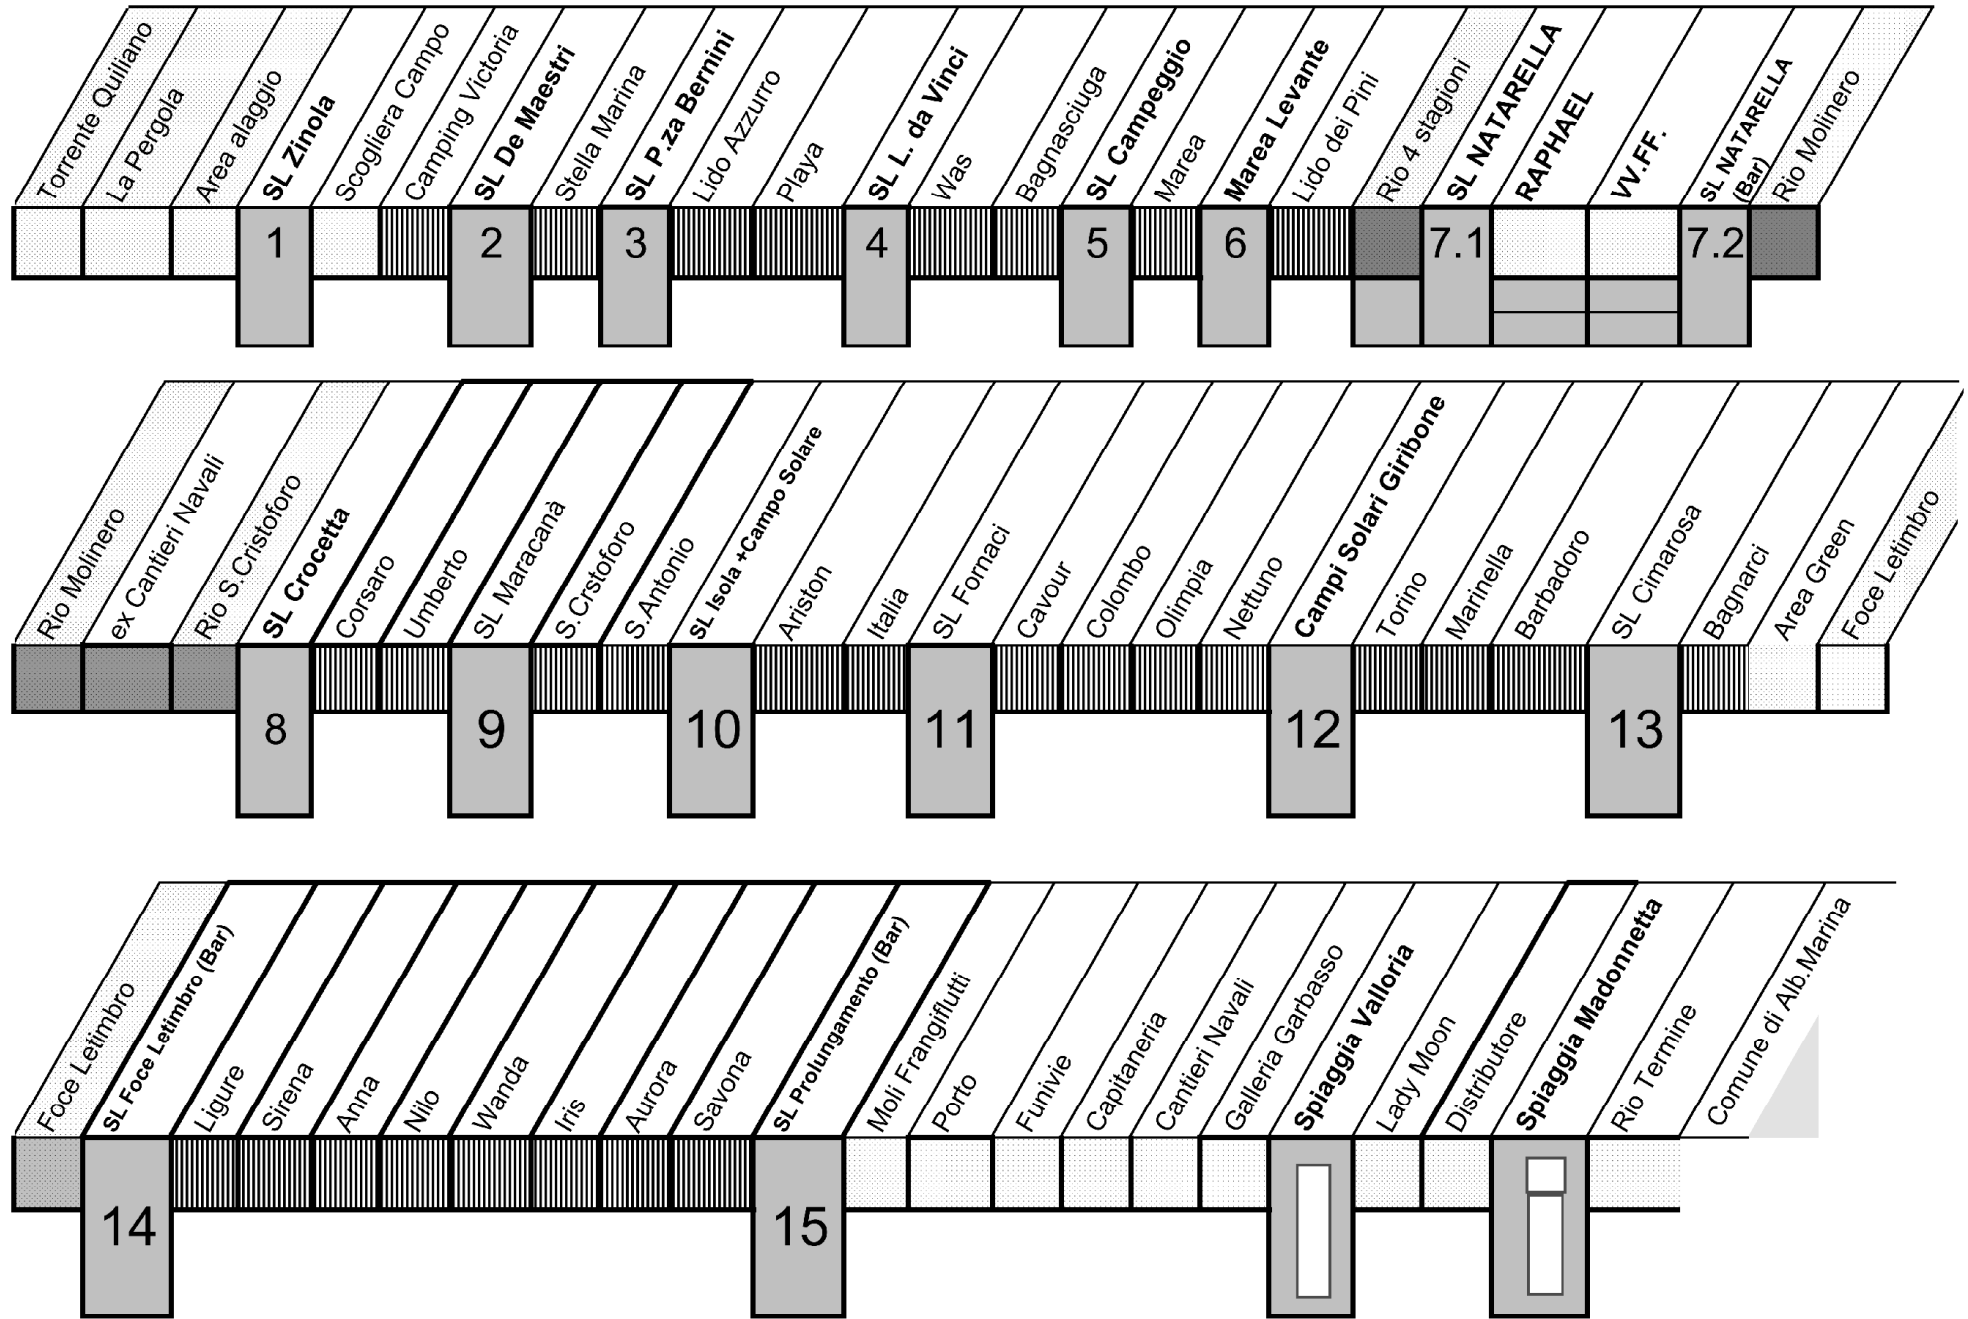 Torrente Quiliano
La Pergola
Area alaggio
SL Zinola
Scogliera Campo
Camping Victoria
SL De Maestri
Stella Marina
SL P.za Bernini
Lido Azzurro
Playa
SL L. da Vinci
Was
Bagnasciuga
SL Campeggio
Marea
Marea Levante
Lido dei Pini
Rio 4 stagioni
SL NATARELLA
RAPHAEL
VV.FF.
SL NATARELLA
(Bar)
Rio Molinero
1
2
3
4
5
6
7.1
7.2
Rio Molinero
ex Cantieri Navali
Rio S.Cristoforo
SL Crocetta
Corsaro
Umberto
SL Maracanà
S.Crstoforo
S.Antonio
SL Isola +Campo Solare
Ariston
Italia
SL Fornaci
Cavour
Colombo
Olimpia
Nettuno
Campi Solari Giribone
Torino
Marinella
Barbadoro
SL Cimarosa
Bagnarci
Area Green
Foce Letimbro
8
9
10
11
12
13
Foce Letimbro
SL Foce Letimbro (Bar)
Ligure
Sirena
Anna
Nilo
Wanda
Iris
Aurora
Savona
SL Prolungamento (Bar)
Moli Frangiflutti
Porto
Funivie
Capitaneria
Cantieri Navali
Galleria Garbasso
Spiaggia Valloria
Lady Moon
Distributore
Spiaggia Madonnetta
Rio Termine
Comune di Alb.Marina
14
15